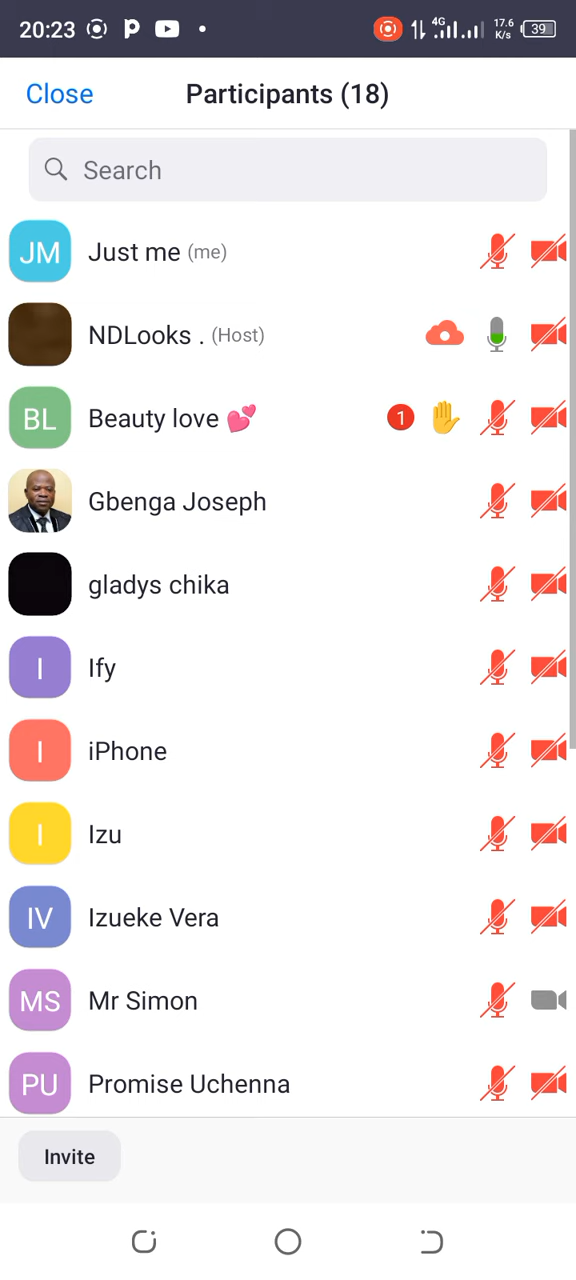 20:23 4G 17.6 K/s 39
Close Participants (18)
Search
JM Just me (me)
NDLooks . (Host)
BL Beauty love 💕 1 ✋
Gbenga Joseph
gladys chika
I Ify
I iPhone
I Izu
IV Izueke Vera
MS Mr Simon
PU Promise Uchenna
Invite